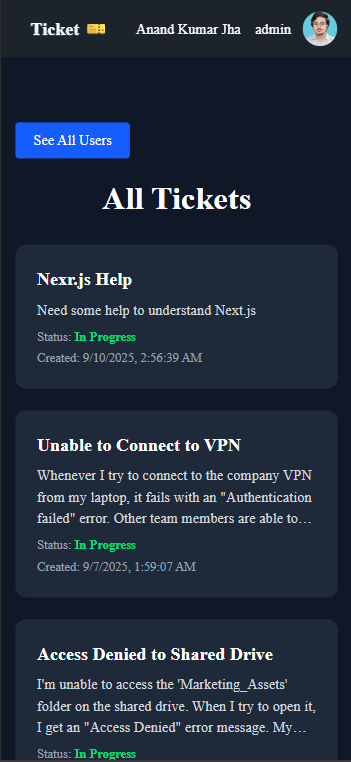 Ticket 🎫 Anand Kumar Jha admin
See All Users
All Tickets
Nexr.js Help
Need some help to understand Next.js
Status: In Progress
Created: 9/10/2025, 2:56:39 AM
Unable to Connect to VPN
Whenever I try to connect to the company VPN
from my laptop, it fails with an "Authentication
failed" error. Other team members are able to…
Status: In Progress
Created: 9/7/2025, 1:59:07 AM
Access Denied to Shared Drive
I'm unable to access the 'Marketing_Assets'
folder on the shared drive. When I try to open it,
I get an "Access Denied" error message. My…
Status: In Progress